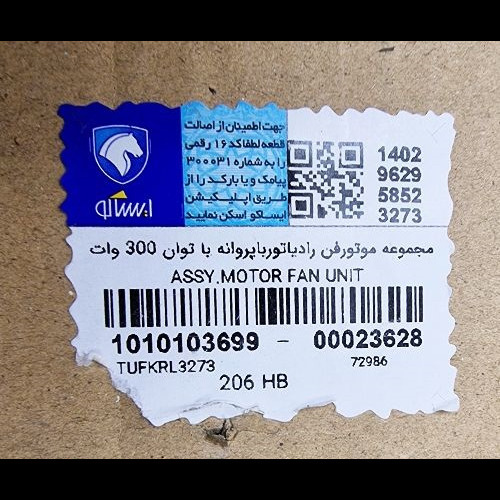 ایساکو
جهت اطمینان از اصالت
قطعه لطفا کد ۱۶ رقمی
را به شماره ۳۰۰۰۳۱
پیامک و یا بارکد را از
طریق اپلیکیشن
ایساکو اسکن نمایید
1402
9629
5852
3273
مجموعه موتورفن رادیاتورباپروانه با توان 300 وات
ASSY.MOTOR FAN UNIT
1010103699 - 00023628
TUFKRL3273 72986
206 HB